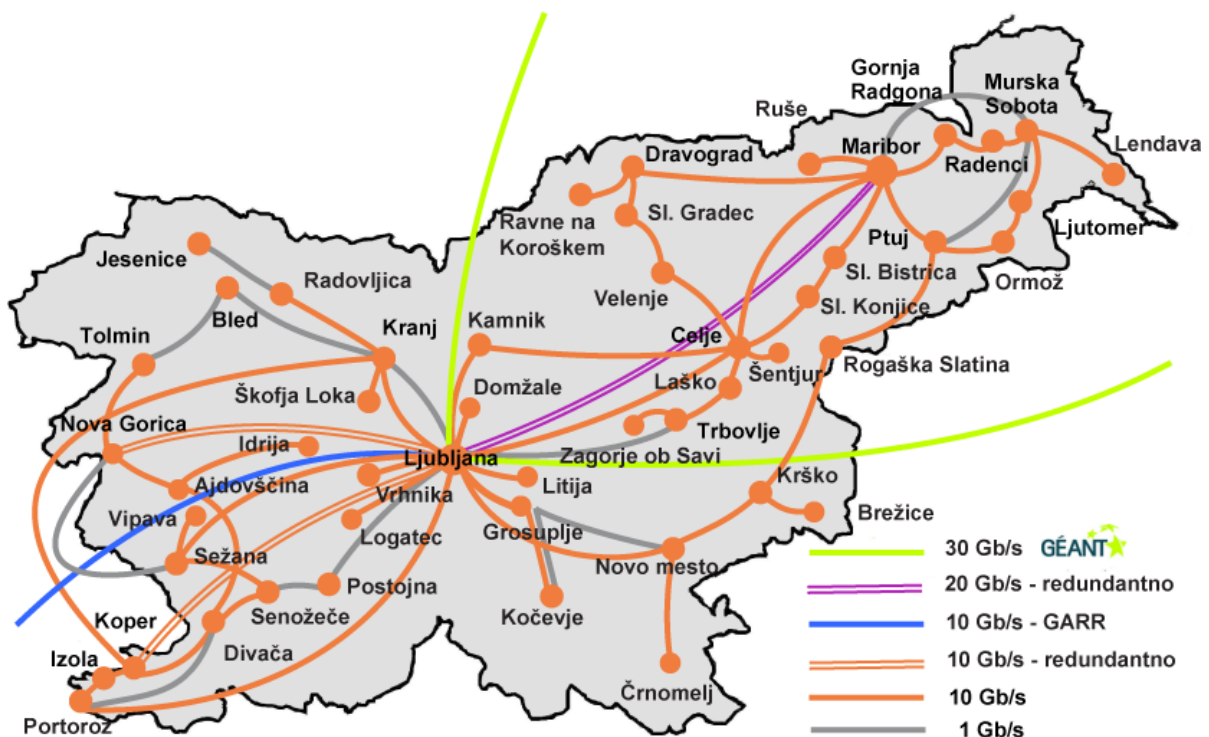 Gornja
Radgona
Murska
Sobota
Ruše
Maribor
Lendava
Dravograd
Radenci
Ravne na
Koroškem
Sl. Gradec
Ptuj
Ljutomer
Jesenice
Radovljica
Sl. Bistrica
Ormož
Velenje
Sl. Konjice
Bled
Tolmin
Kranj
Kamnik
Celje
Rogaška Slatina
Šentjur
Laško
Škofja Loka
Domžale
Nova Gorica
Idrija
Trbovlje
Ljubljana
Zagorje ob Savi
Krško
Ajdovščina
Vrhnika
Litija
Vipava
Logatec
Grosuplje
Brežice
Sežana
Novo mesto
Postojna
Kočevje
Koper
Senožeče
Izola
Divača
Črnomelj
Portorož
30 Gb/s GÉANT
20 Gb/s - redundantno
10 Gb/s - GARR
10 Gb/s - redundantno
10 Gb/s
1 Gb/s